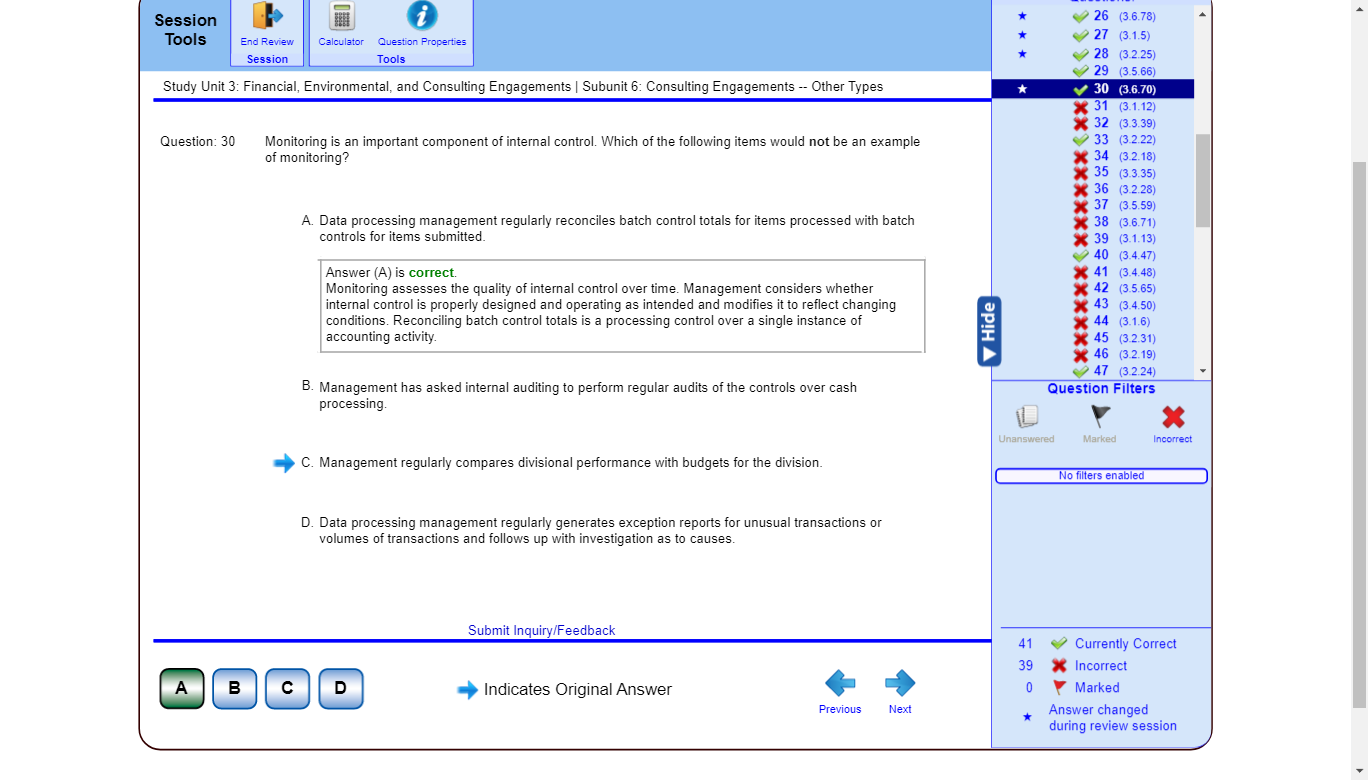 Session
Tools
End Review
Session
Calculator
Question Properties
Tools
Study Unit 3: Financial, Environmental, and Consulting Engagements | Subunit 6: Consulting Engagements -- Other Types
Question: 30
Monitoring is an important component of internal control. Which of the following items would not be an example
of monitoring?
A. Data processing management regularly reconciles batch control totals for items processed with batch
controls for items submitted.
Answer (A) is correct.
Monitoring assesses the quality of internal control over time. Management considers whether
internal control is properly designed and operating as intended and modifies it to reflect changing
conditions. Reconciling batch control totals is a processing control over a single instance of
accounting activity.
B. Management has asked internal auditing to perform regular audits of the controls over cash
processing.
C. Management regularly compares divisional performance with budgets for the division.
D. Data processing management regularly generates exception reports for unusual transactions or
volumes of transactions and follows up with investigation as to causes.
Submit Inquiry/Feedback
A
B
C
D
Indicates Original Answer
Previous
Next
26 (3.6.78)
27 (3.1.5)
28 (3.2.25)
29 (3.5.66)
30 (3.6.70)
31 (3.1.12)
32 (3.3.39)
33 (3.2.22)
34 (3.2.18)
35 (3.3.35)
36 (3.2.28)
37 (3.5.59)
38 (3.6.71)
39 (3.1.13)
40 (3.4.47)
41 (3.4.48)
42 (3.5.65)
43 (3.4.50)
44 (3.1.6)
45 (3.2.31)
46 (3.2.19)
47 (3.2.24)
Hide
Question Filters
Unanswered
Marked
Incorrect
No filters enabled
41 Currently Correct
39 Incorrect
0 Marked
Answer changed
during review session